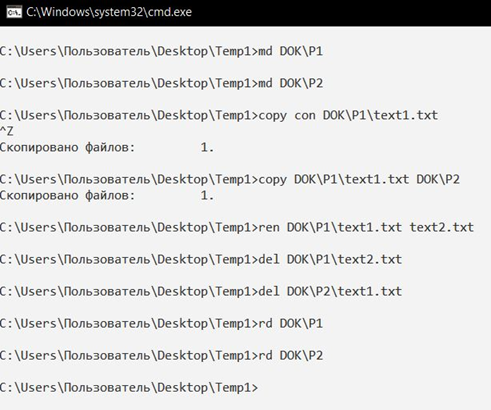 C:\Windows\system32\cmd.exe
C:\Users\Пользователь\Desktop\Temp1>md DOK\P1
C:\Users\Пользователь\Desktop\Temp1>md DOK\P2
C:\Users\Пользователь\Desktop\Temp1>copy con DOK\P1\text1.txt
^Z
Скопировано файлов:         1.
C:\Users\Пользователь\Desktop\Temp1>copy DOK\P1\text1.txt DOK\P2
Скопировано файлов:         1.
C:\Users\Пользователь\Desktop\Temp1>ren DOK\P1\text1.txt text2.txt
C:\Users\Пользователь\Desktop\Temp1>del DOK\P1\text2.txt
C:\Users\Пользователь\Desktop\Temp1>del DOK\P2\text1.txt
C:\Users\Пользователь\Desktop\Temp1>rd DOK\P1
C:\Users\Пользователь\Desktop\Temp1>rd DOK\P2
C:\Users\Пользователь\Desktop\Temp1>